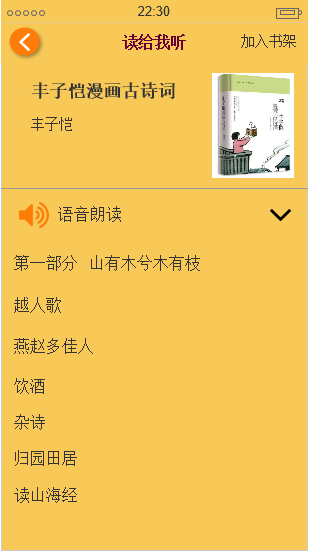 22:30
读给我听 加入书架
丰子恺漫画古诗词
丰子恺
语音朗读
第一部分 山有木兮木有枝
越人歌
燕赵多佳人
饮酒
杂诗
归园田居
读山海经